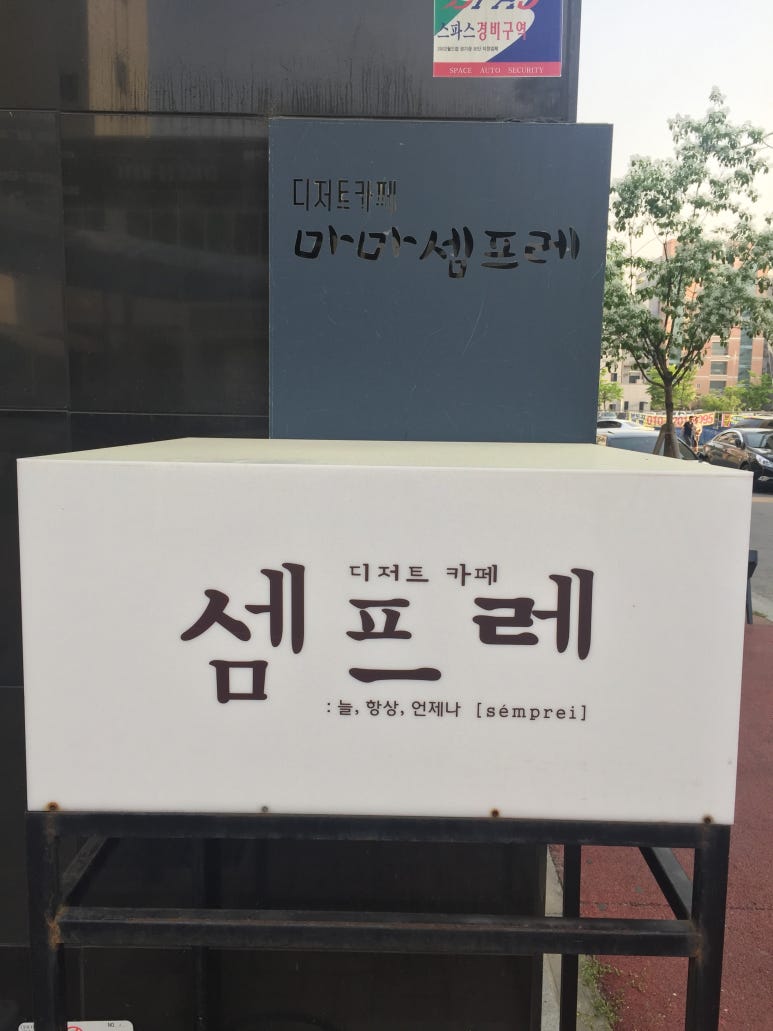 스파스경비구역
SPACE AUTO SECURITY
디저트카페
마마셈프레
디저트 카페
셈프레
: 늘, 항상, 언제나 [sémprei]
NO.